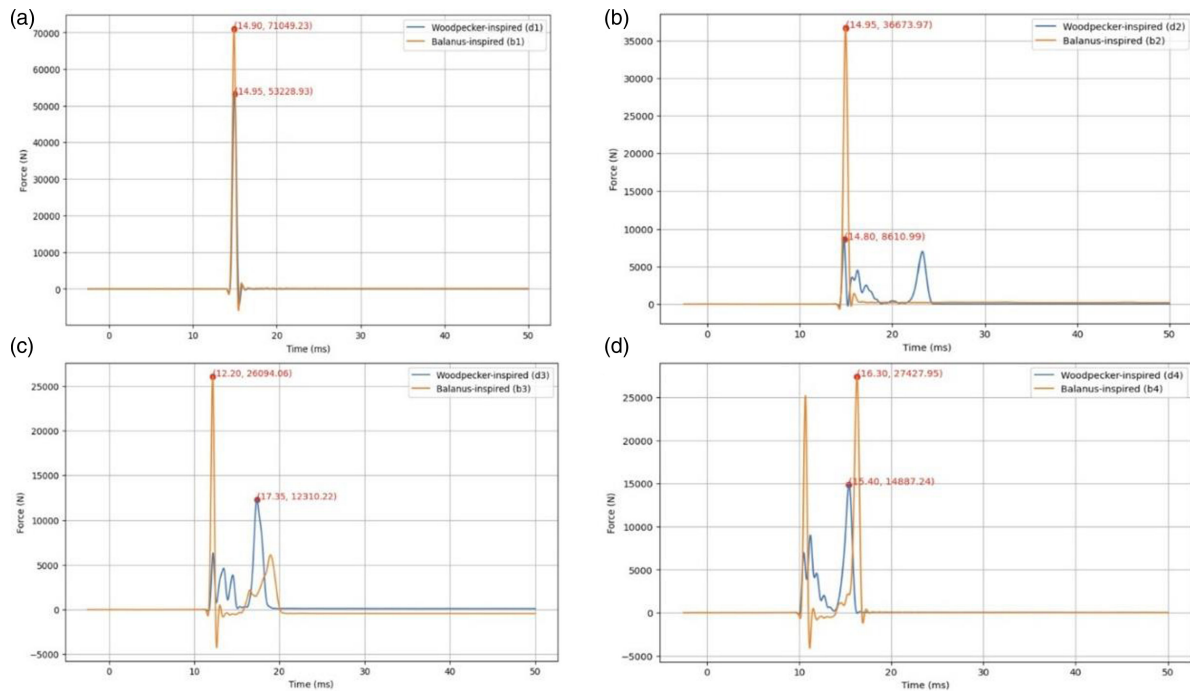 (a)
(14.90, 71049.23)
(14.95, 53228.93)
Woodpecker-inspired (d1)
Balanus-inspired (b1)
70000
60000
50000
40000
30000
20000
10000
0
Force (N)
0 10 20 30 40 50
Time (ms)
(b)
(14.95, 36673.97)
(14.80, 8610.99)
Woodpecker-inspired (d2)
Balanus-inspired (b2)
35000
30000
25000
20000
15000
10000
5000
0
Force (N)
0 10 20 30 40 50
Time (ms)
(c)
(12.20, 26094.06)
(17.35, 12310.22)
Woodpecker-inspired (d3)
Balanus-inspired (b3)
25000
20000
15000
10000
5000
0
−5000
Force (N)
0 10 20 30 40 50
Time (ms)
(d)
(16.30, 27427.95)
(15.40, 14887.24)
Woodpecker-inspired (d4)
Balanus-inspired (b4)
25000
20000
15000
10000
5000
0
−5000
Force (N)
0 10 20 30 40 50
Time (ms)